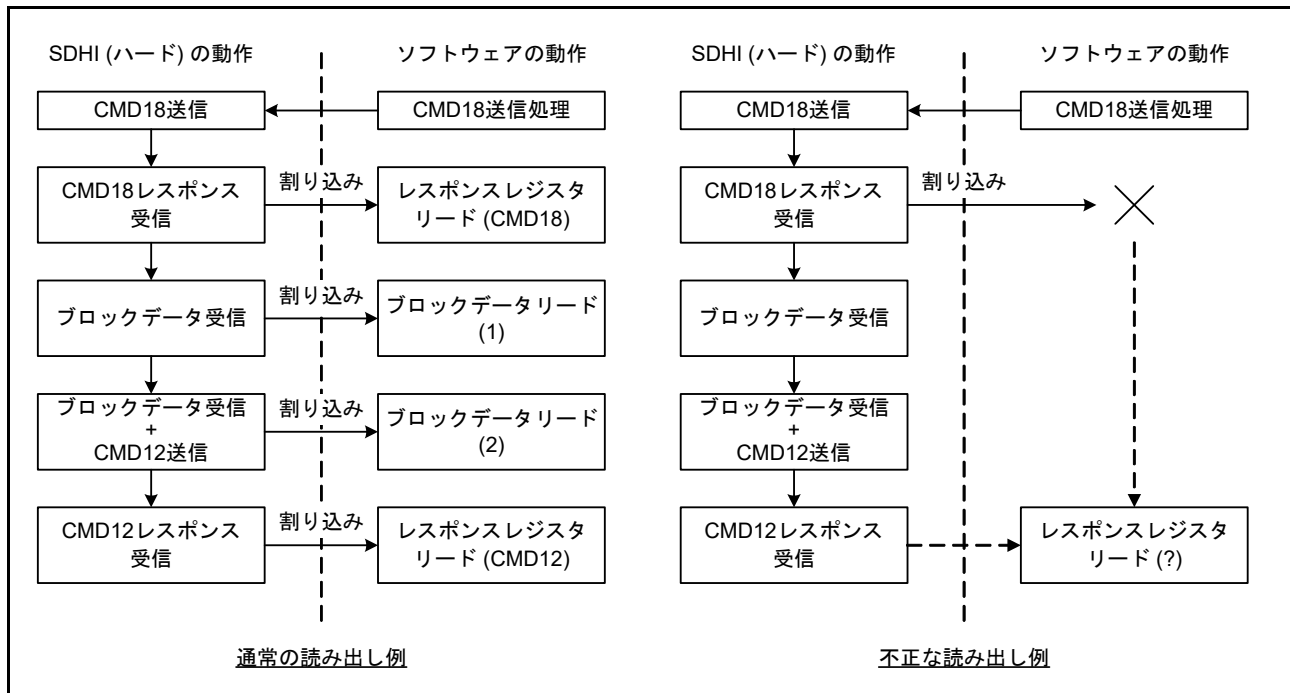 SDHI (ハード) の動作
ソフトウェアの動作
CMD18送信
CMD18送信処理
CMD18レスポンス
受信
割り込み
レスポンスレジスタ
リード (CMD18)
ブロックデータ受信
割り込み
ブロックデータリード
(1)
ブロックデータ受信
+
CMD12送信
割り込み
ブロックデータリード
(2)
CMD12レスポンス
受信
割り込み
レスポンスレジスタ
リード (CMD12)
通常の読み出し例
SDHI (ハード) の動作
ソフトウェアの動作
CMD18送信
CMD18送信処理
CMD18レスポンス
受信
割り込み
ブロックデータ受信
ブロックデータ受信
+
CMD12送信
CMD12レスポンス
受信
レスポンスレジスタ
リード (?)
不正な読み出し例